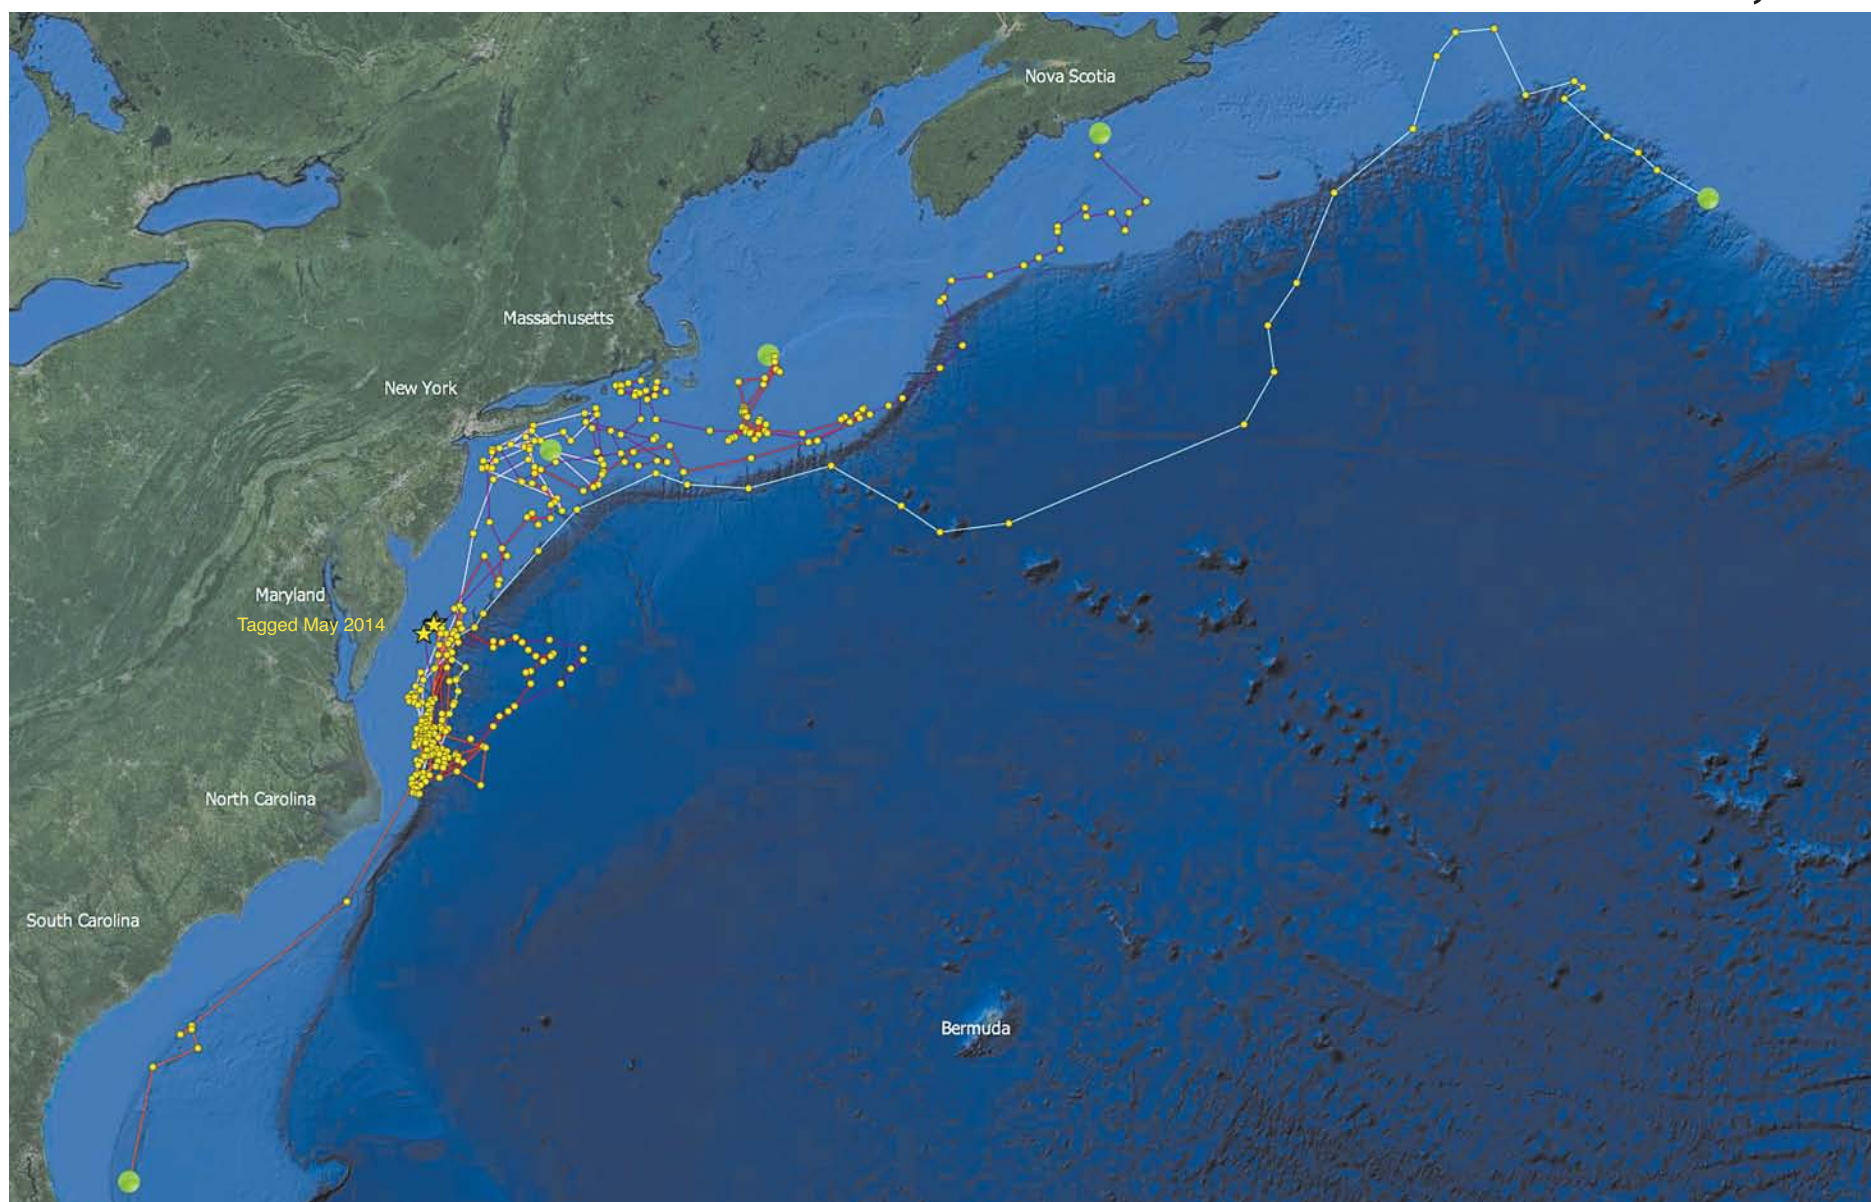 Nova Scotia
Massachusetts
New York
Maryland
Tagged May 2014
North Carolina
South Carolina
Bermuda